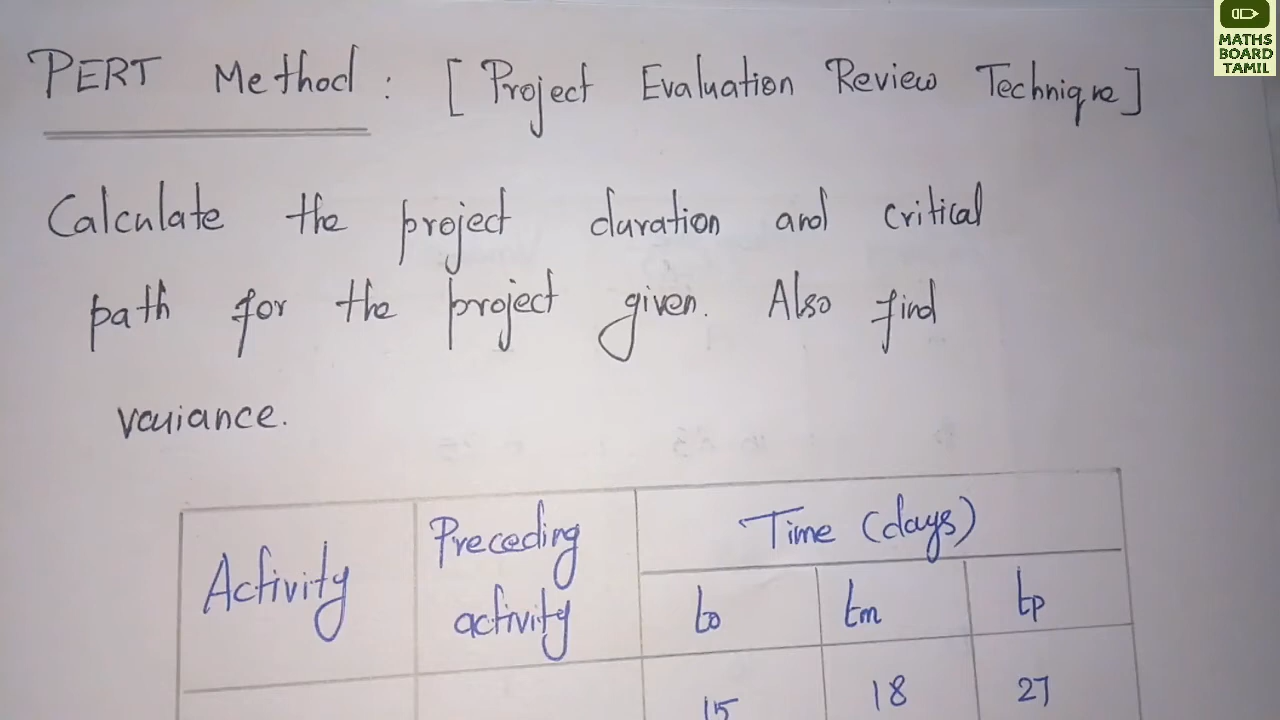 MATHS
BOARD
TAMIL
PERT Method : [ Project Evaluation Review Technique ]
Calculate the project duration and critical
path for the project given. Also find
variance.
Activity Preceding activity Time (days)
to tm tp
15 18 27